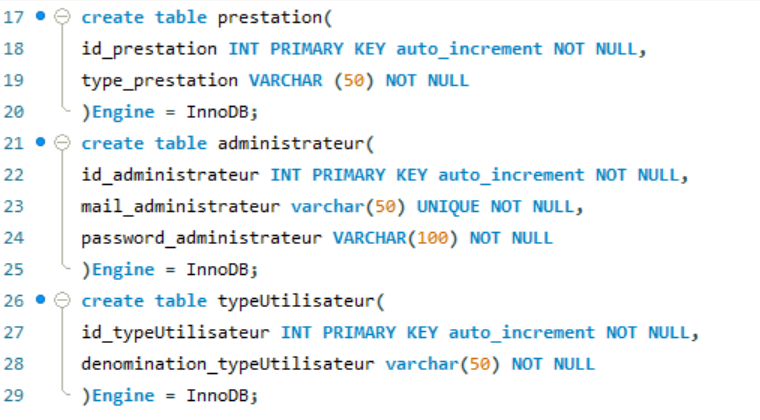 17 create table prestation(
18 id_prestation INT PRIMARY KEY auto_increment NOT NULL,
19 type_prestation VARCHAR (50) NOT NULL
20 )Engine = InnoDB;
21 create table administrateur(
22 id_administrateur INT PRIMARY KEY auto_increment NOT NULL,
23 mail_administrateur varchar(50) UNIQUE NOT NULL,
24 password_administrateur VARCHAR(100) NOT NULL
25 )Engine = InnoDB;
26 create table typeUtilisateur(
27 id_typeUtilisateur INT PRIMARY KEY auto_increment NOT NULL,
28 denomination_typeUtilisateur varchar(50) NOT NULL
29 )Engine = InnoDB;